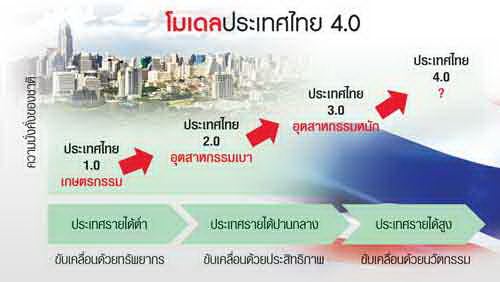 โมเดลประเทศไทย 4.0
ความมั่งคั่งของชาติ
ประเทศไทย
1.0
เกษตรกรรม
ประเทศไทย
2.0
อุตสาหกรรมเบา
ประเทศไทย
3.0
อุตสาหกรรมหนัก
ประเทศไทย
4.0
?
ประเทศรายได้ต่ำ
ประเทศรายได้ปานกลาง
ประเทศรายได้สูง
ขับเคลื่อนด้วยทรัพยากร
ขับเคลื่อนด้วยประสิทธิภาพ
ขับเคลื่อนด้วยนวัตกรรม